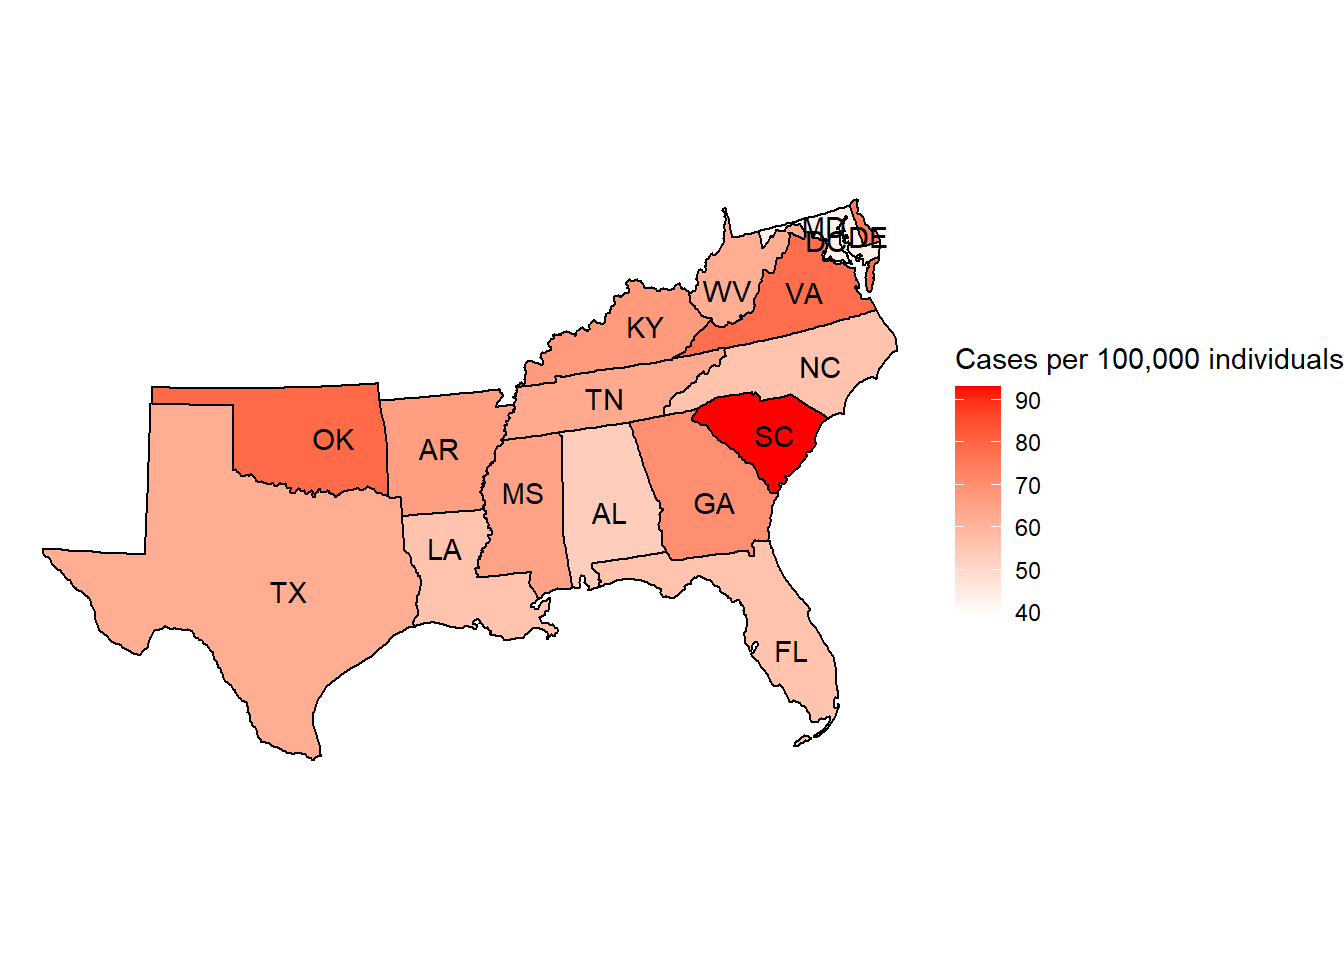 MD
DC
DE
WV
VA
KY
NC
TN
OK
AR
SC
MS
GA
AL
LA
TX
FL
Cases per 100,000 individuals
90
80
70
60
50
40